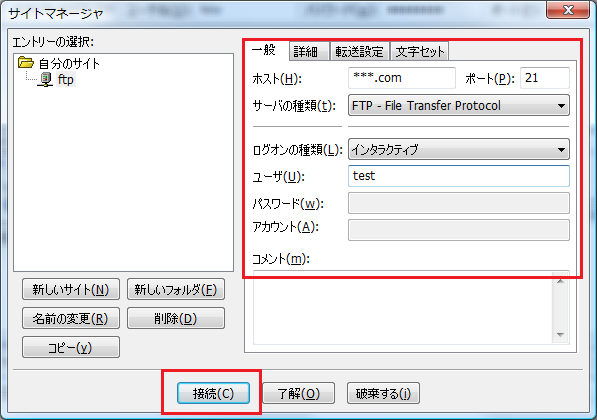 サイトマネージャ
エントリーの選択:
自分のサイト
ftp
新しいサイト(N)
新しいフォルダ(F)
名前の変更(R)
削除(D)
コピー(y)
一般
詳細
転送設定
文字セット
ホスト(H):
***.com
ポート(P):
21
サーバの種類(t):
FTP - File Transfer Protocol
ログオンの種類(L):
インタラクティブ
ユーザ(U):
test
パスワード(w):
アカウント(A):
コメント(m):
接続(C)
了解(O)
破棄する(i)